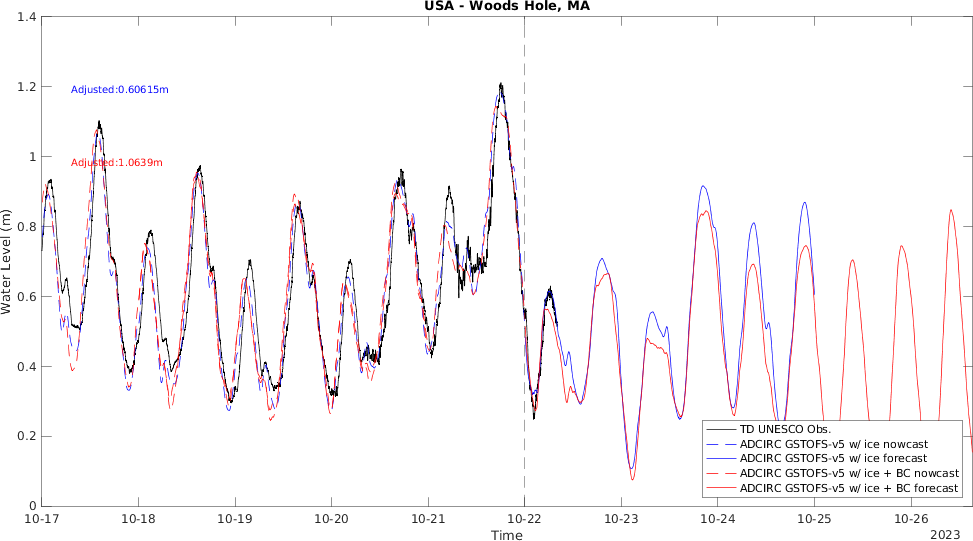 USA - Woods Hole, MA
1.4
1.2
1
0.8
0.6
0.4
0.2
0
Water Level (m)
Adjusted:0.60615m
Adjusted:1.0639m
TD UNESCO Obs.
ADCIRC GSTOFS-v5 w/ ice nowcast
ADCIRC GSTOFS-v5 w/ ice forecast
ADCIRC GSTOFS-v5 w/ ice + BC nowcast
ADCIRC GSTOFS-v5 w/ ice + BC forecast
10-17 10-18 10-19 10-20 10-21 10-22 10-23 10-24 10-25 10-26
Time
2023